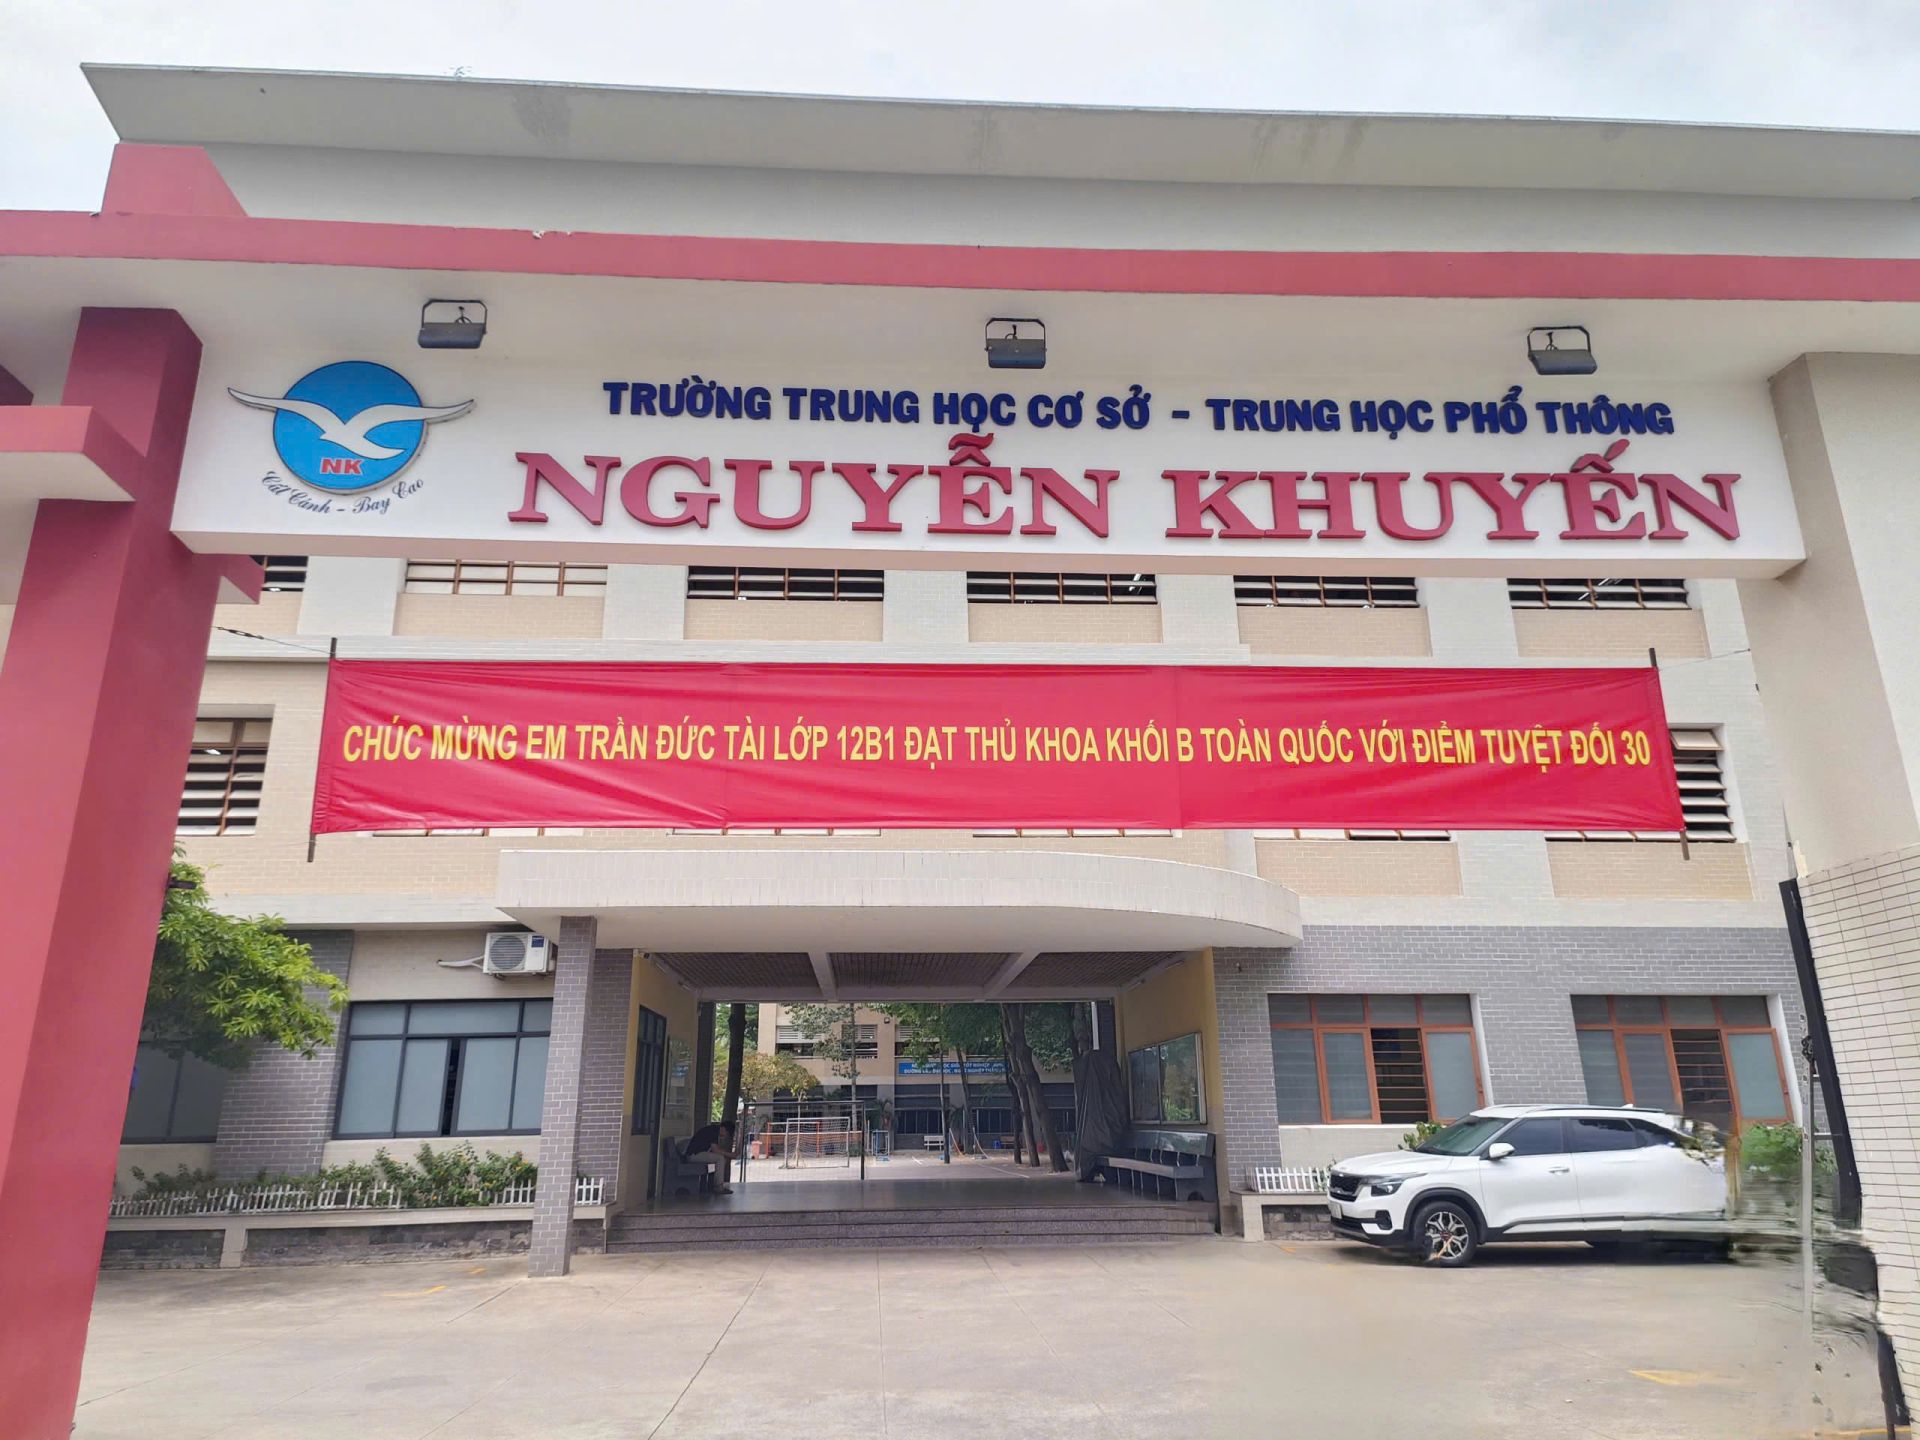 TRƯỜNG TRUNG HỌC CƠ SỞ - TRUNG HỌC PHỔ THÔNG
NGUYỄN KHUYẾN
NK
Cất Cánh - Bay Cao
CHÚC MỪNG EM TRẦN ĐỨC TÀI LỚP 12B1 ĐẠT THỦ KHOA KHỐI B TOÀN QUỐC VỚI ĐIỂM TUYỆT ĐỐI 30